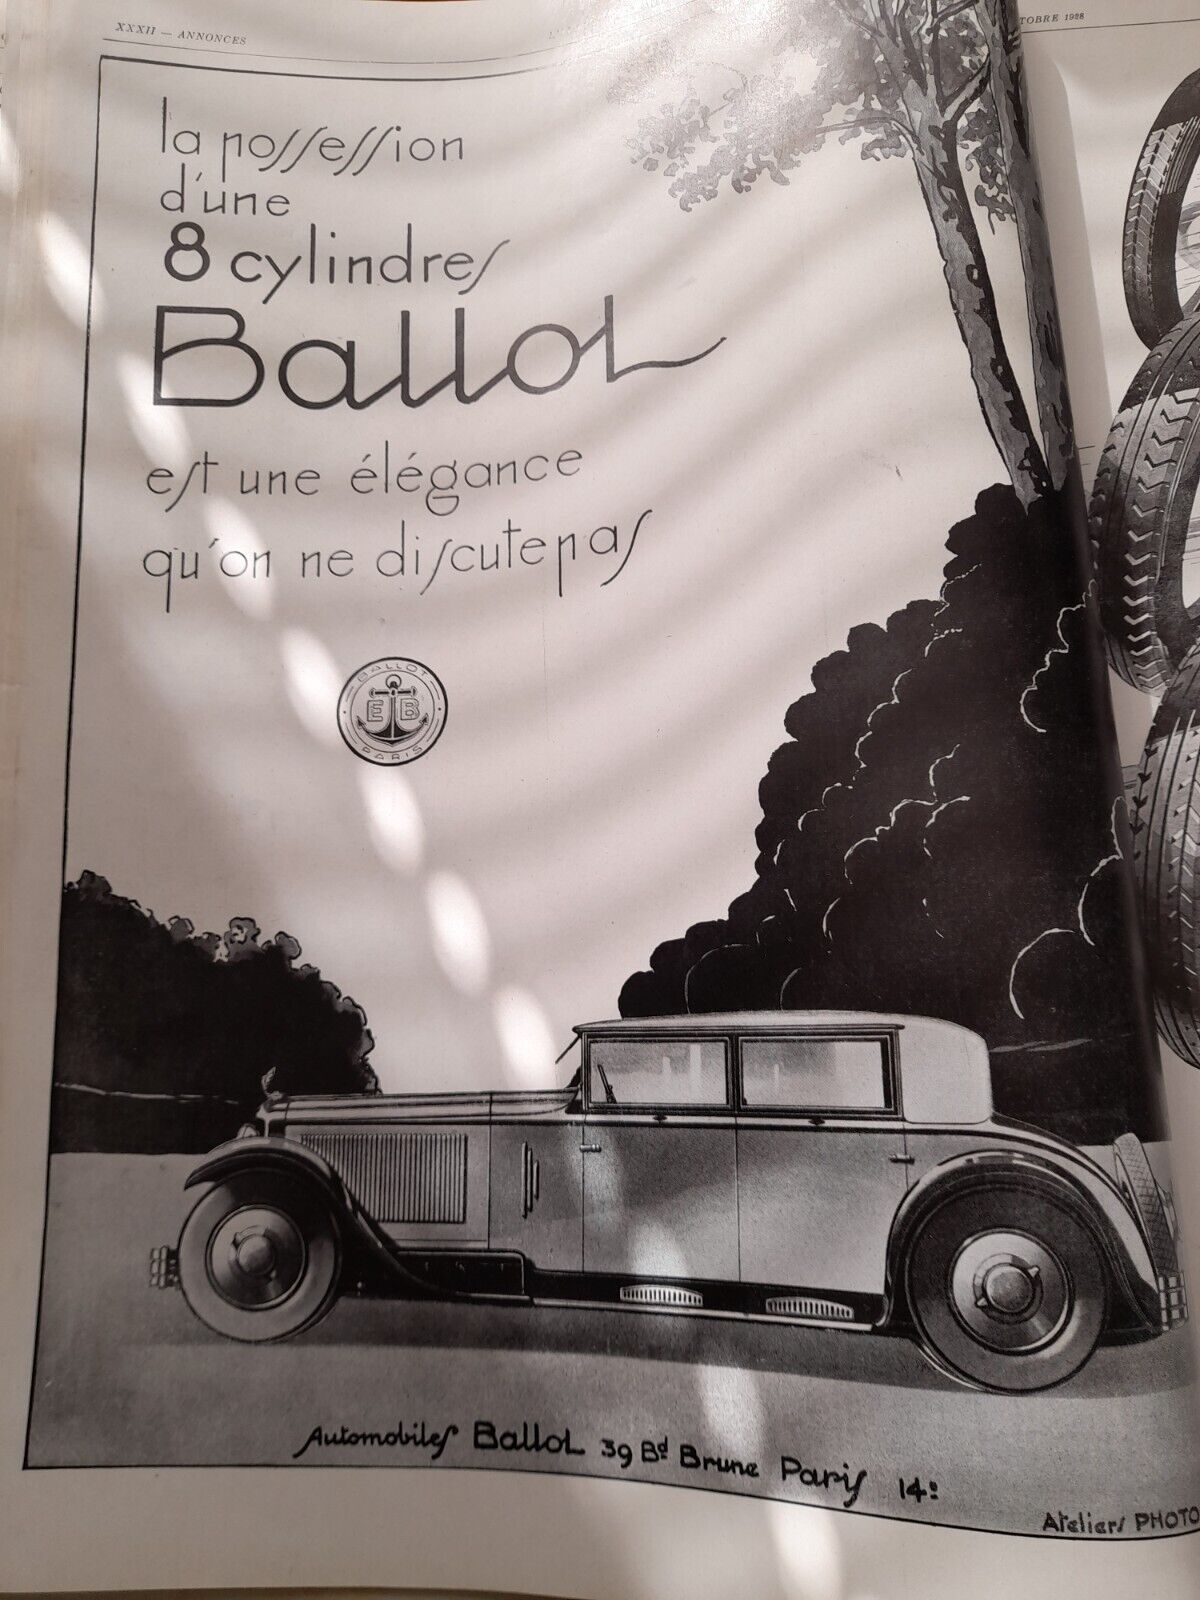 XXXII — ANNONCES
TOBRE 1928
la possession
d'une
8 cylindres
Ballot
est une élégance
qu'on ne discute pas
BALLOT
E B
PARIS
Automobiles Ballot 39 Bd Brune Paris 14e
Ateliers PHOTO